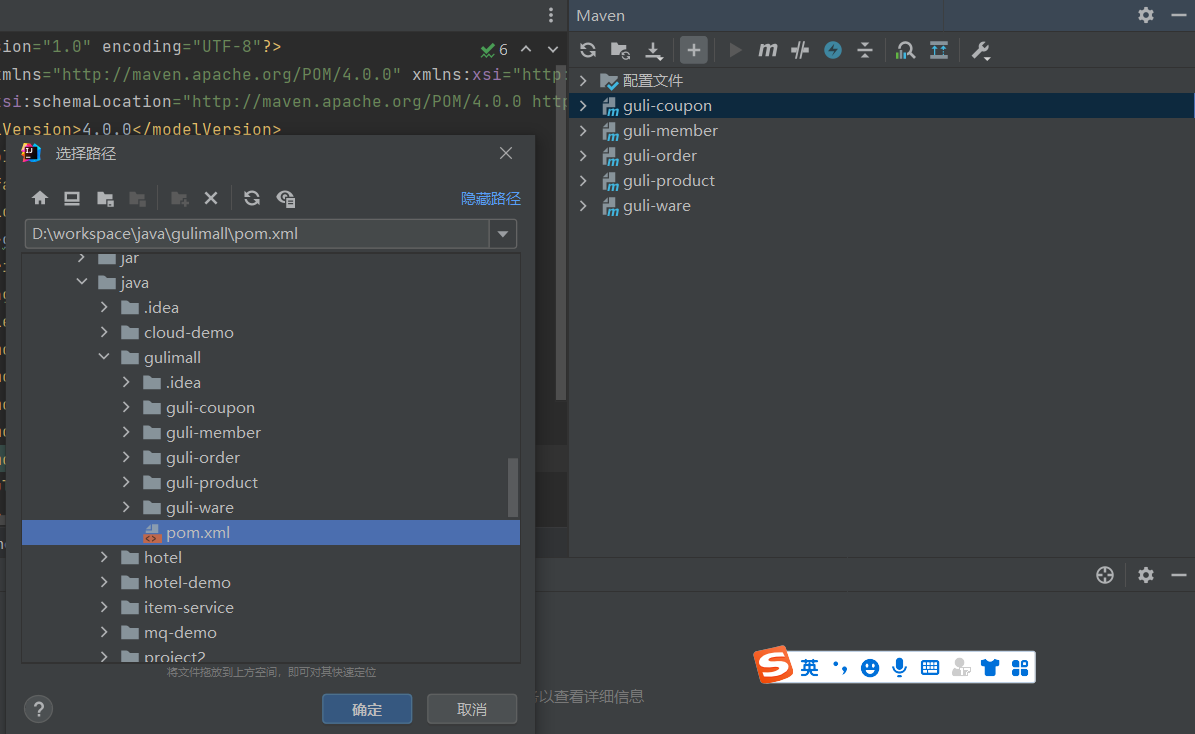 Maven
sion="1.0" encoding="UTF-8"?>
6
xmlns="http://maven.apache.org/POM/4.0.0" xmlns:xsi="http:
xsi:schemaLocation="http://maven.apache.org/POM/4.0.0 http
lVersion>4.0.0</modelVersion>
配置文件
guli-coupon
guli-member
guli-order
guli-product
guli-ware
选择路径
隐藏路径
D:\workspace\java\gulimall\pom.xml
jar
java
.idea
cloud-demo
gulimall
.idea
guli-coupon
guli-member
guli-order
guli-product
guli-ware
pom.xml
hotel
hotel-demo
item-service
mq-demo
project2
将文件拖放到上方空间，即可对其快速定位
确定
取消
以查看详细信息
英